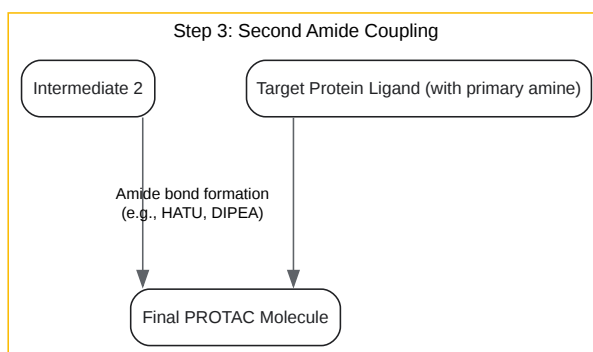 Step 3: Second Amide Coupling
Intermediate 2
Target Protein Ligand (with primary amine)
Amide bond formation
(e.g., HATU, DIPEA)
Final PROTAC Molecule